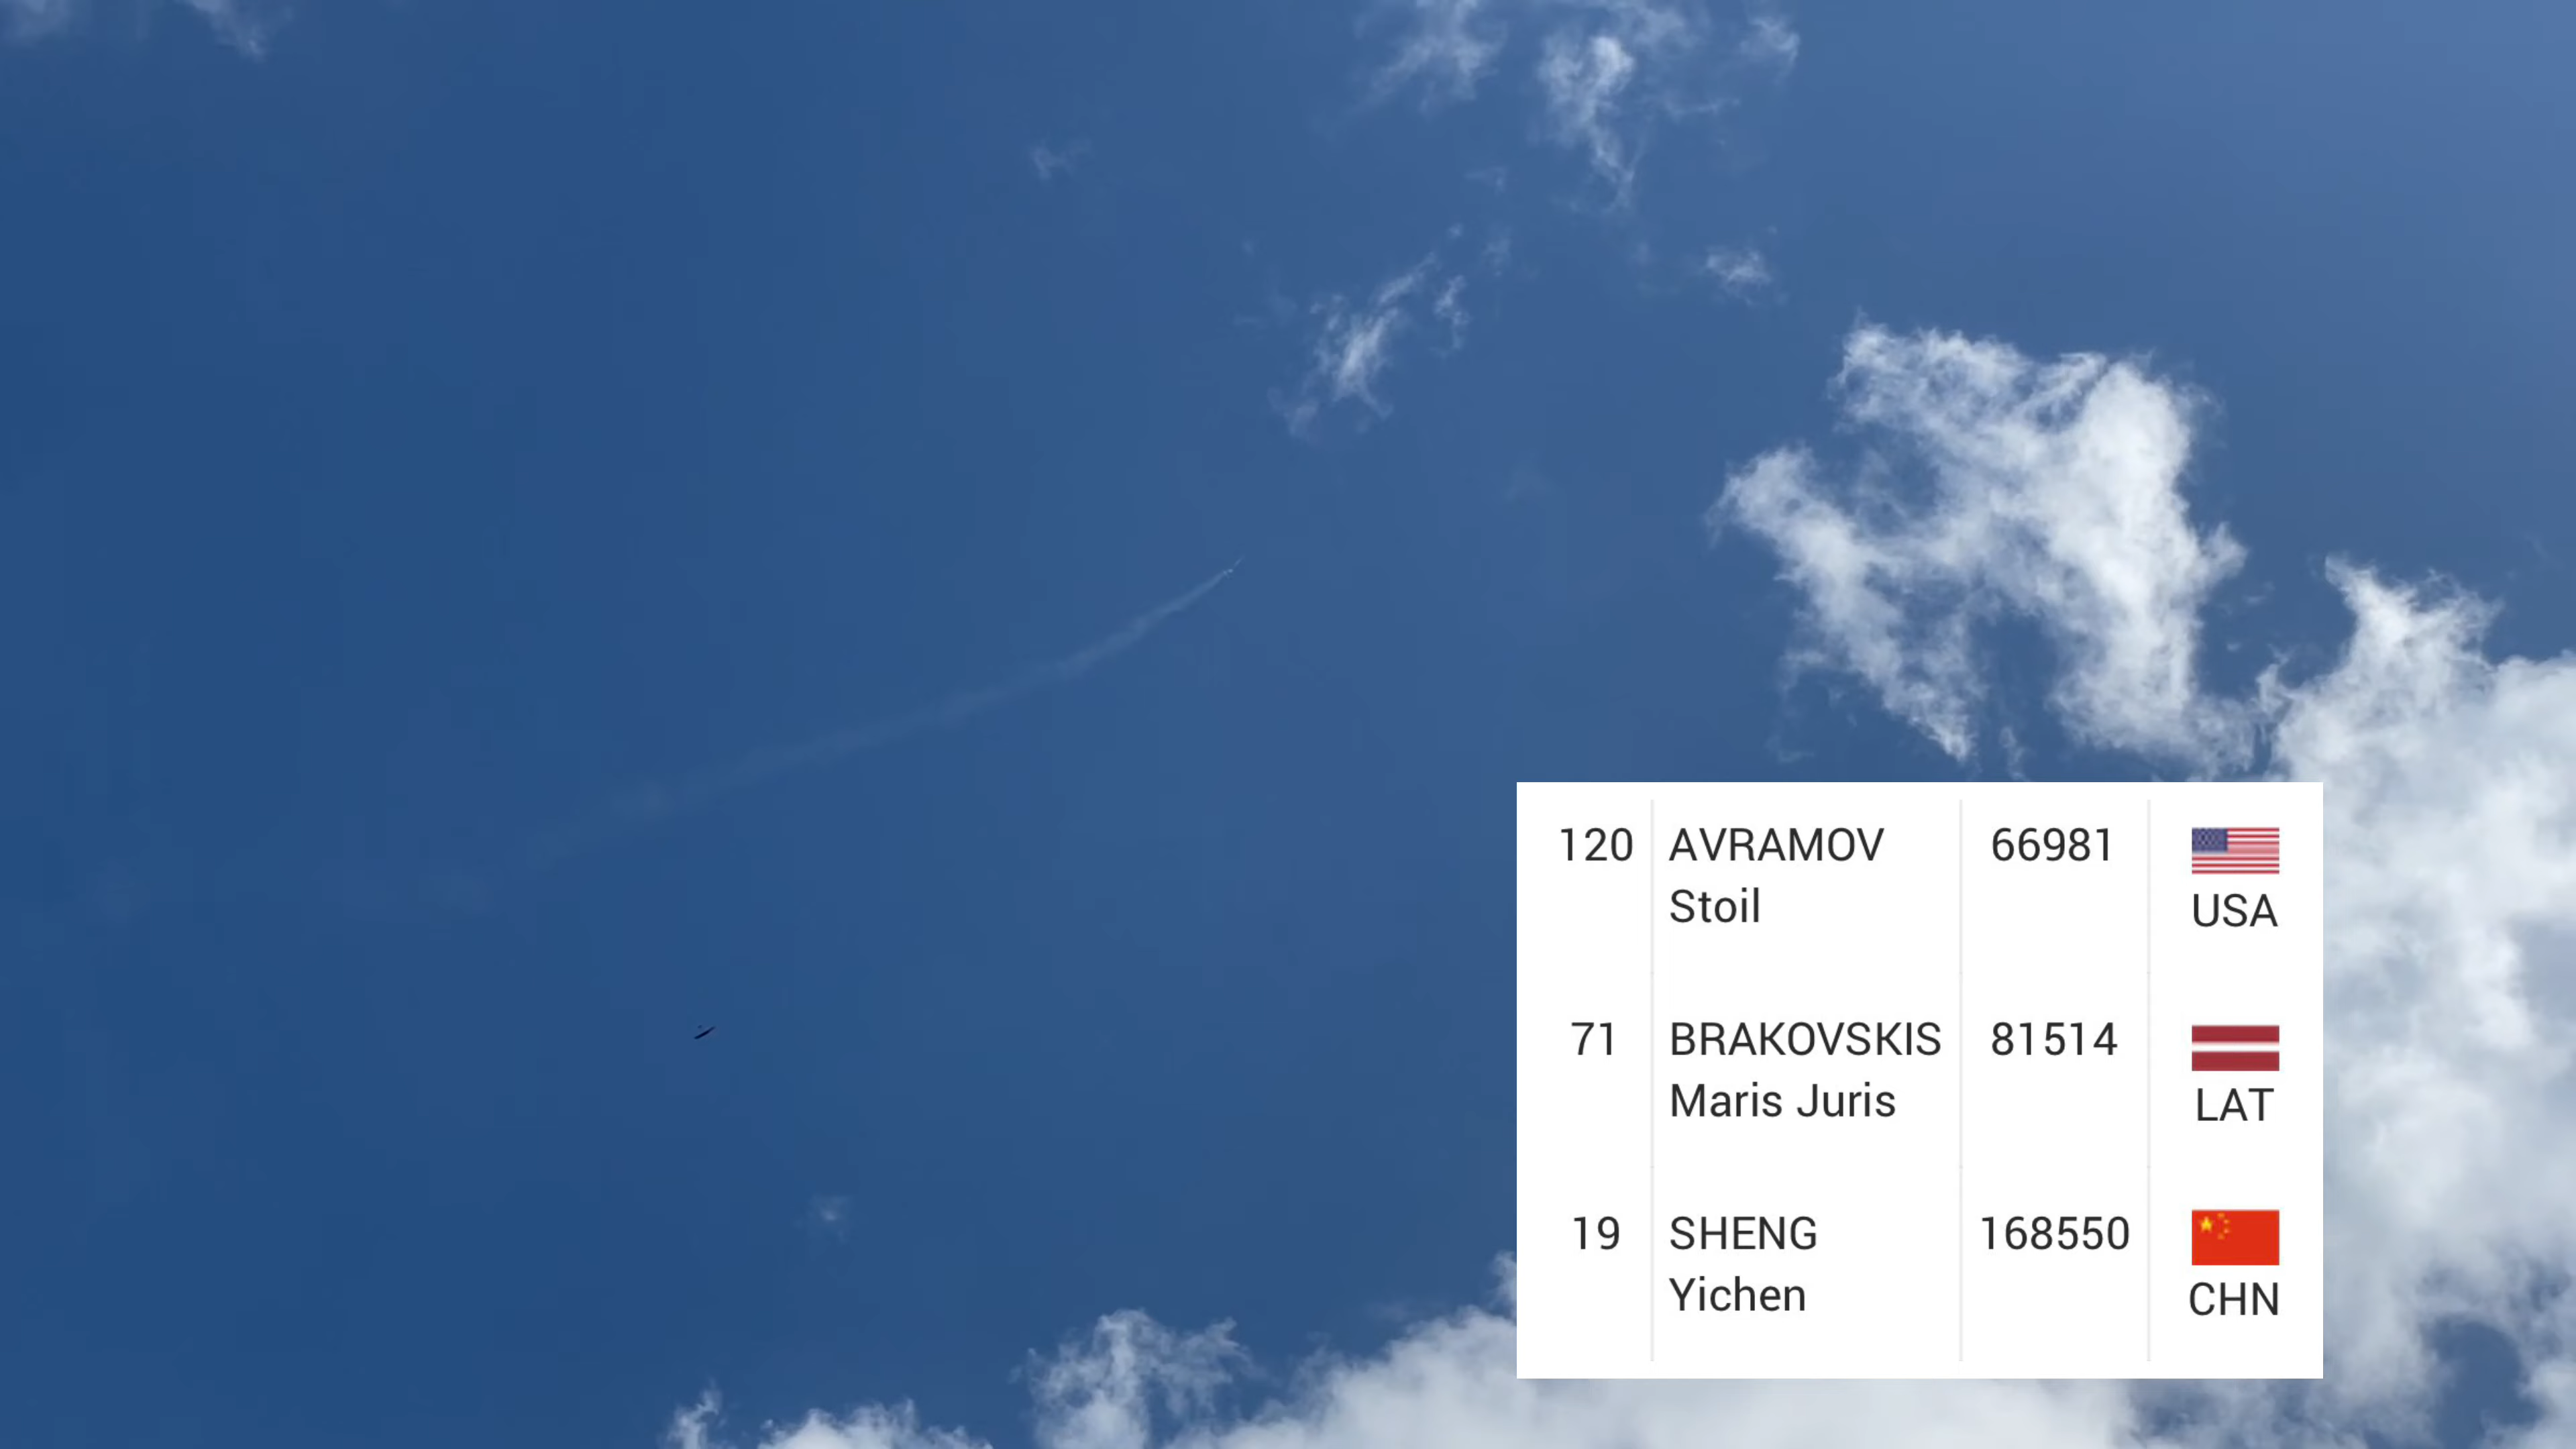 120 AVRAMOV 66981
Stoil USA
71 BRAKOVSKIS 81514
Maris Juris LAT
19 SHENG 168550
Yichen CHN